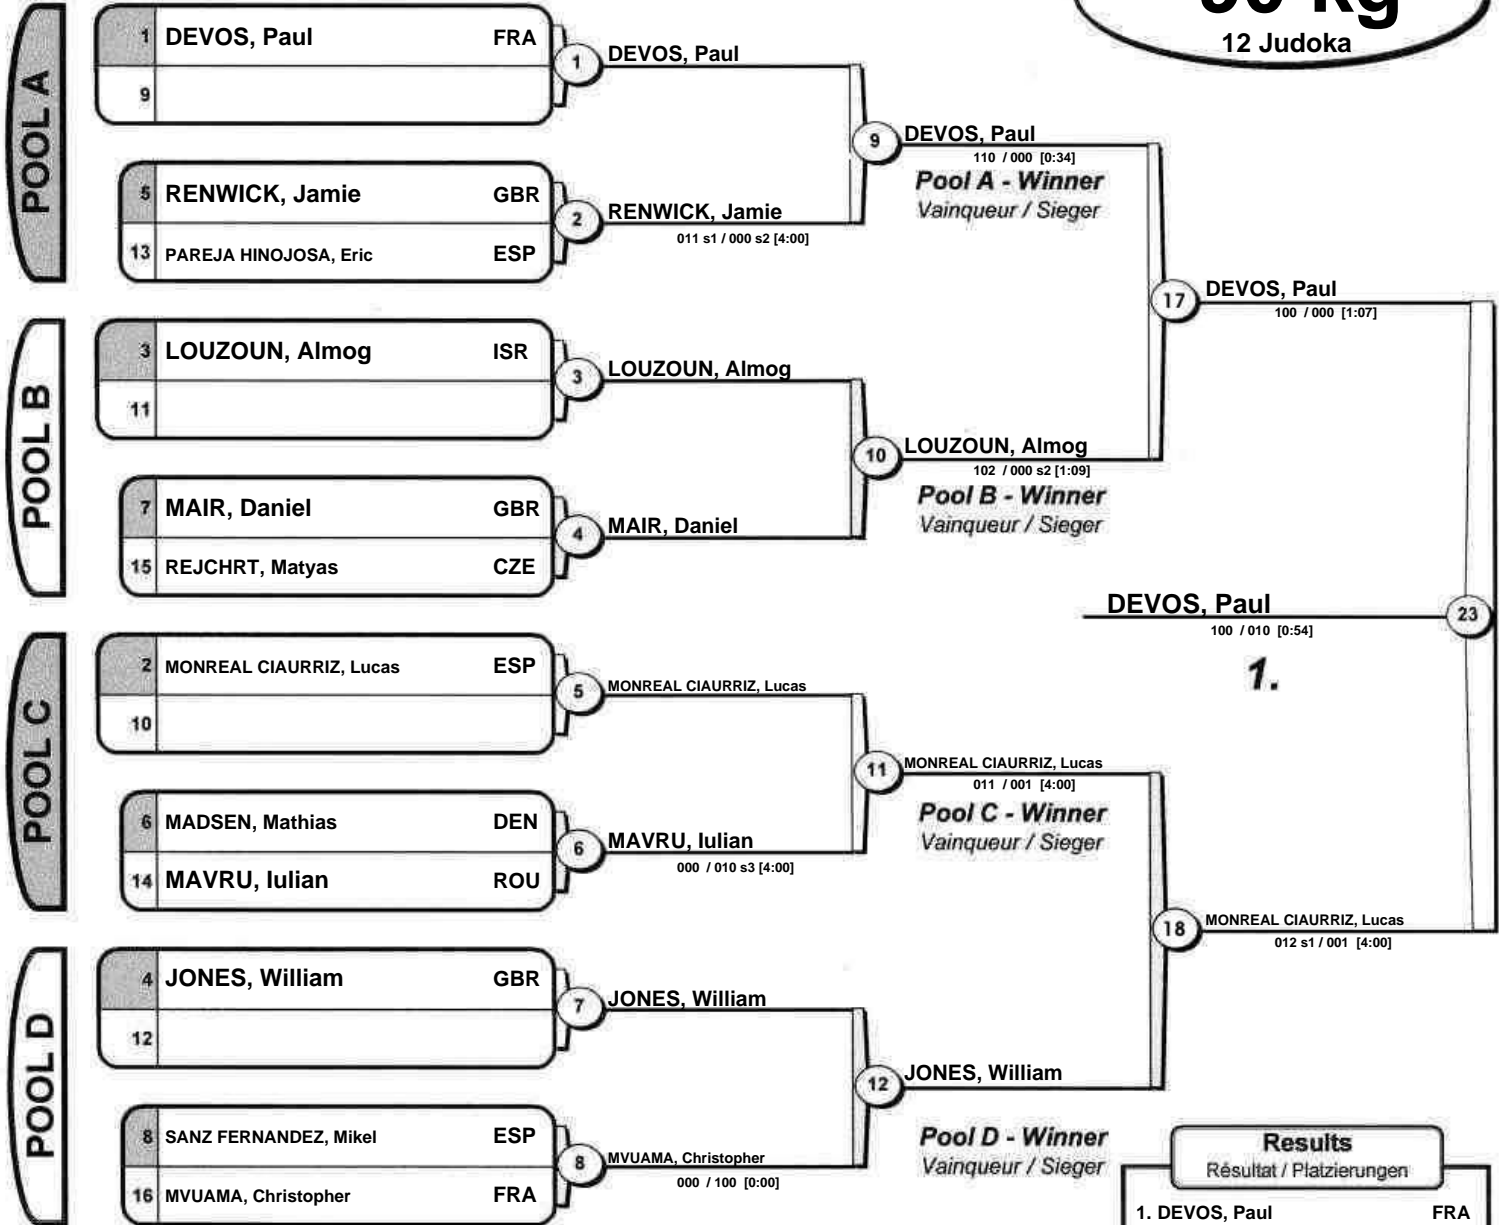 12 Judoka
POOL A
1 DEVOS, Paul FRA
9
1 DEVOS, Paul
5 RENWICK, Jamie GBR
13 PAREJA HINOJOSA, Eric ESP
2 RENWICK, Jamie
011 s1 / 000 s2 [4:00]
9 DEVOS, Paul
110 / 000 [0:34]
Pool A - Winner
Vainqueur / Sieger
POOL B
3 LOUZOUN, Almog ISR
11
3 LOUZOUN, Almog
7 MAIR, Daniel GBR
15 REJCHRT, Matyas CZE
4 MAIR, Daniel
10 LOUZOUN, Almog
102 / 000 s2 [1:09]
Pool B - Winner
Vainqueur / Sieger
17 DEVOS, Paul
100 / 000 [1:07]
DEVOS, Paul 23
100 / 010 [0:54]
1.
POOL C
2 MONREAL CIAURRIZ, Lucas ESP
10
5 MONREAL CIAURRIZ, Lucas
6 MADSEN, Mathias DEN
14 MAVRU, Iulian ROU
6 MAVRU, Iulian
000 / 010 s3 [4:00]
11 MONREAL CIAURRIZ, Lucas
011 / 001 [4:00]
Pool C - Winner
Vainqueur / Sieger
POOL D
4 JONES, William GBR
12
7 JONES, William
8 SANZ FERNANDEZ, Mikel ESP
16 MVUAMA, Christopher FRA
8 MVUAMA, Christopher
000 / 100 [0:00]
12 JONES, William
Pool D - Winner
Vainqueur / Sieger
18 MONREAL CIAURRIZ, Lucas
012 s1 / 001 [4:00]
Results
Résultat / Platzierungen
1. DEVOS, Paul FRA